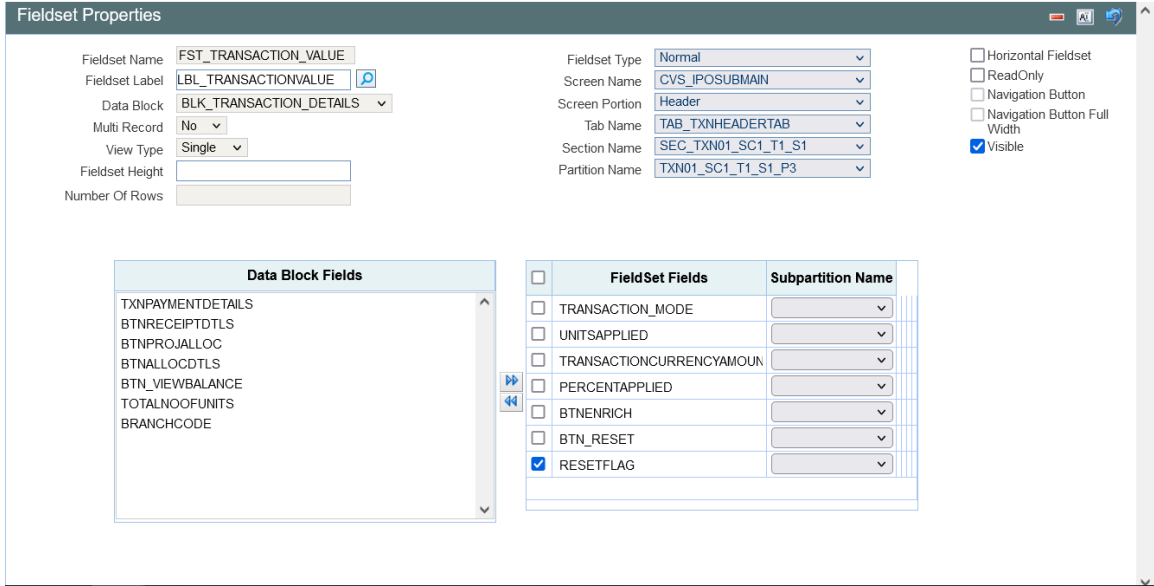 Fieldset Properties
Fieldset Name FST_TRANSACTION_VALUE
Fieldset Label LBL_TRANSACTIONVALUE
Data Block BLK_TRANSACTION_DETAILS
Multi Record No
View Type Single
Fieldset Height
Number Of Rows
Fieldset Type Normal
Screen Name CVS_IPOSUBMAIN
Screen Portion Header
Tab Name TAB_TXNHEADERTAB
Section Name SEC_TXN01_SC1_T1_S1
Partition Name TXN01_SC1_T1_S1_P3
Horizontal Fieldset
ReadOnly
Navigation Button
Navigation Button Full
Width
Visible
Data Block Fields
TXNPAYMENTDETAILS
BTNRECEIPTDTLS
BTNPROJALLOC
BTNALLOCDTLS
BTN_VIEWBALANCE
TOTALNOOFUNITS
BRANCHCODE
FieldSet Fields Subpartition Name
TRANSACTION_MODE
UNITSAPPLIED
TRANSACTIONCURRENCYAMOUN
PERCENTAPPLIED
BTNENRICH
BTN_RESET
RESETFLAG